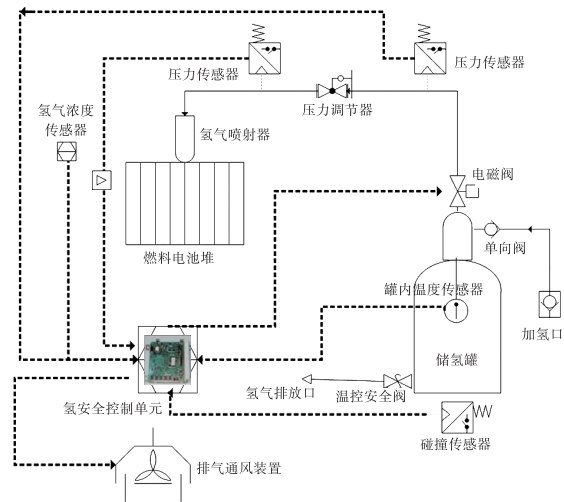 压力传感器
压力传感器
氢气浓度
传感器
压力调节器
氢气喷射器
电磁阀
单向阀
燃料电池堆
罐内温度传感器
加氢口
储氢罐
氢气排放口
温控安全阀
氢安全控制单元
碰撞传感器
排气通风装置